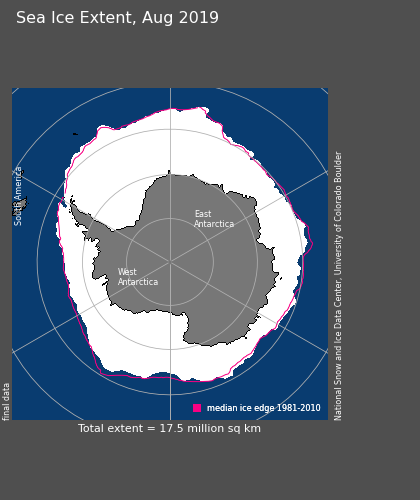 Sea Ice Extent, Aug 2019
South America
East
Antarctica
West
Antarctica
National Snow and Ice Data Center, University of Colorado Boulder
final data
median ice edge 1981-2010
Total extent = 17.5 million sq km